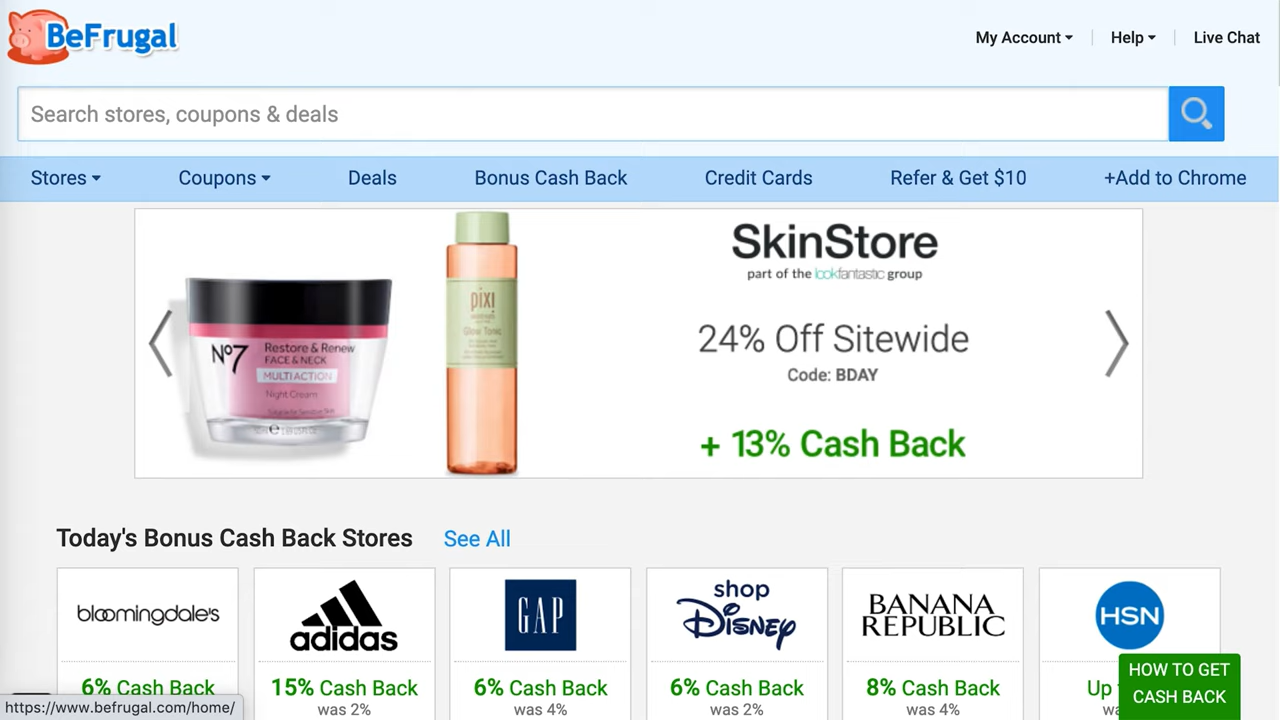 BeFrugal
My Account
Help
Live Chat
Search stores, coupons & deals
Stores
Coupons
Deals
Bonus Cash Back
Credit Cards
Refer & Get $10
+Add to Chrome
No7
Restore & Renew
FACE & NECK
MULTI ACTION
Night Cream
pixi
Glow Tonic
SkinStore
part of the lookfantastic group
24% Off Sitewide
Code: BDAY
+ 13% Cash Back
Today's Bonus Cash Back Stores
See All
bloomingdale's
adidas
GAP
shop
Disney
BANANA
REPUBLIC
HSN
6% Cash Back
15% Cash Back
was 2%
6% Cash Back
was 4%
6% Cash Back
was 2%
8% Cash Back
was 4%
Up
HOW TO GET
CASH BACK
https://www.befrugal.com/home/